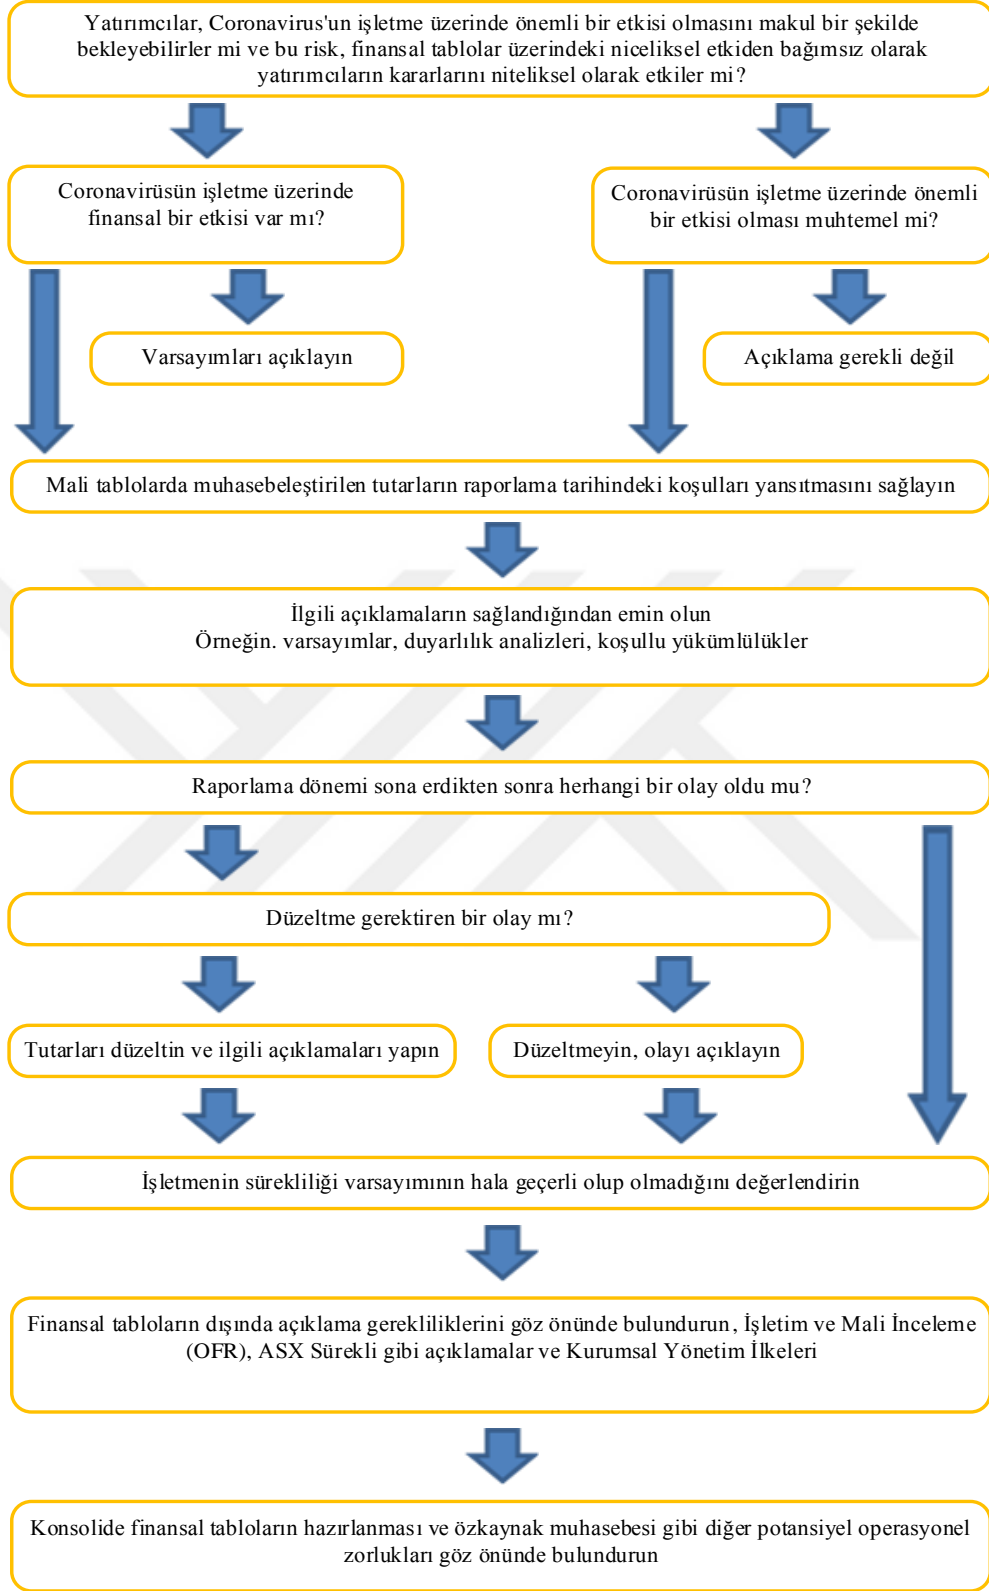 Yatırımcılar, Coronavirus'un işletme üzerinde önemli bir etkisi olmasını makul bir şekilde
bekleyebilirler mi ve bu risk, finansal tablolar üzerindeki niceliksel etkiden bağımsız olarak
yatırımcıların kararlarını niteliksel olarak etkiler mi?
Coronavirüsün işletme üzerinde
finansal bir etkisi var mı?
Coronavirüsün işletme üzerinde önemli
bir etkisi olması muhtemel mi?
Varsayımları açıklayın
Açıklama gerekli değil
Mali tablolarda muhasebeleştirilen tutarların raporlama tarihindeki koşulları yansıtmasını sağlayın
İlgili açıklamaların sağlandığından emin olun
Örneğin. varsayımlar, duyarlılık analizleri, koşullu yükümlülükler
Raporlama dönemi sona erdikten sonra herhangi bir olay oldu mu?
Düzeltme gerektiren bir olay mı?
Tutarları düzeltin ve ilgili açıklamaları yapın
Düzeltmeyin, olayı açıklayın
İşletmenin sürekliliği varsayımının hala geçerli olup olmadığını değerlendirin
Finansal tabloların dışında açıklama gerekliliklerini göz önünde bulundurun, İşletim ve Mali İnceleme
(OFR), ASX Sürekli gibi açıklamalar ve Kurumsal Yönetim İlkeleri
Konsolide finansal tabloların hazırlanması ve özkaynak muhasebesi gibi diğer potansiyel operasyonel
zorlukları göz önünde bulundurun